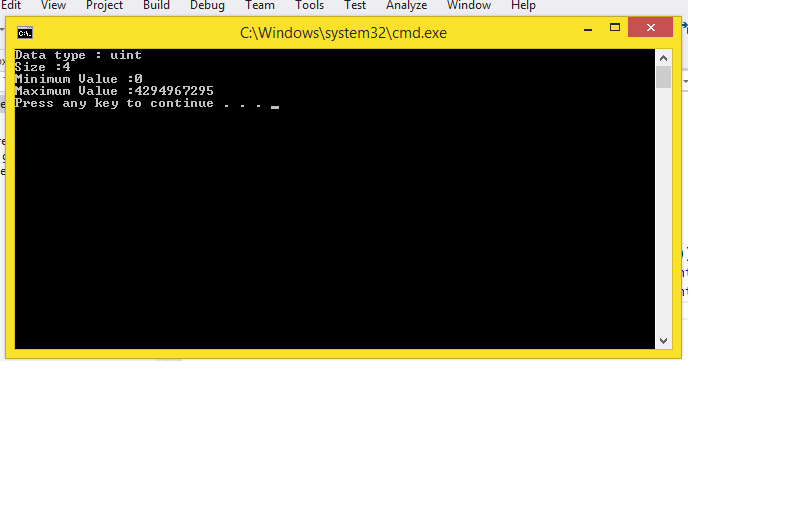 Edit View Project Build Debug Team Tools Test Analyze Window Help
C:\Windows\system32\cmd.exe
Data type : uint
Size :4
Minimum Value :0
Maximum Value :4294967295
Press any key to continue . . . _